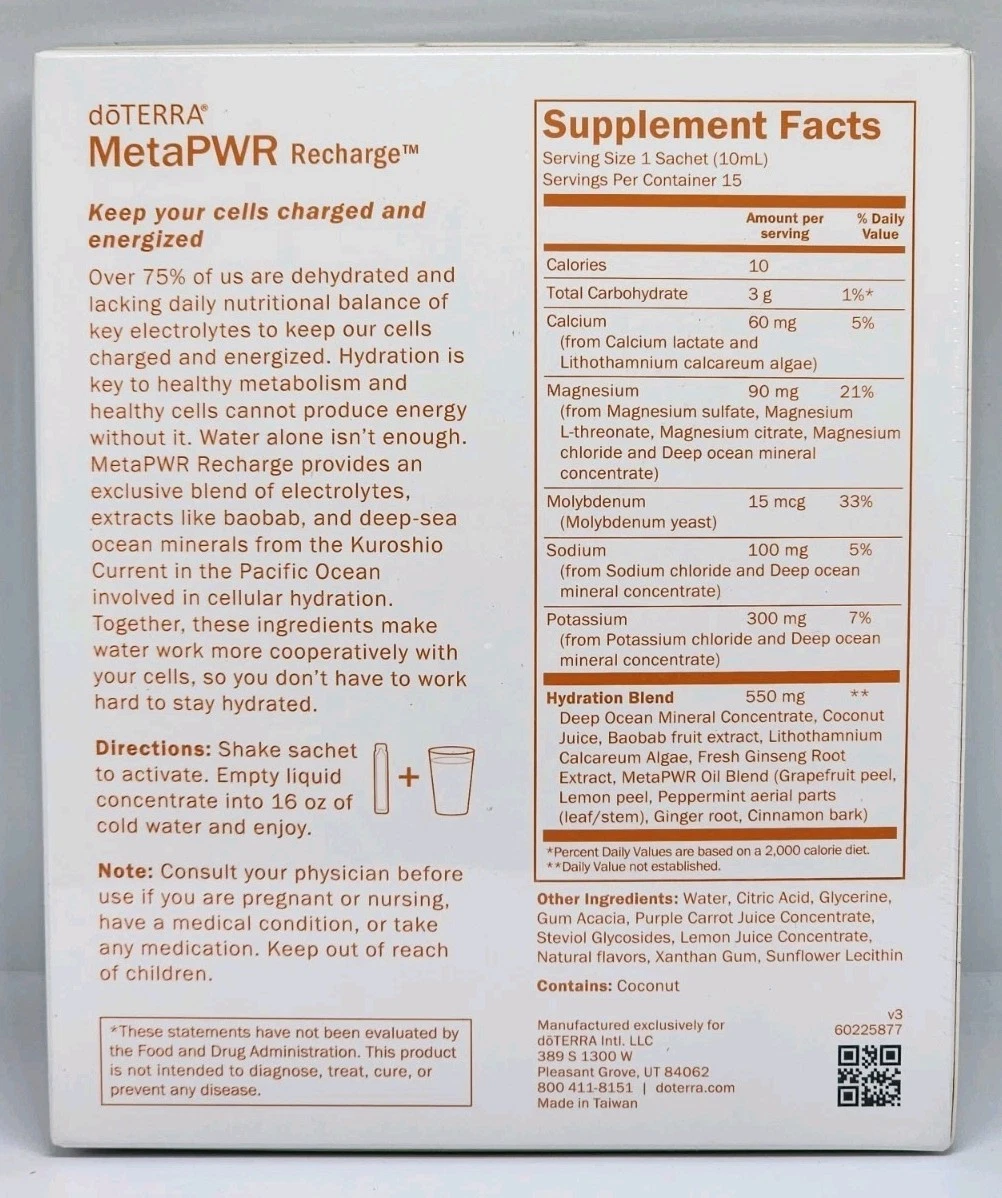 dōTERRA®
MetaPWR Recharge™
Keep your cells charged and
energized
Over 75% of us are dehydrated and
lacking daily nutritional balance of
key electrolytes to keep our cells
charged and energized. Hydration is
key to healthy metabolism and
healthy cells cannot produce energy
without it. Water alone isn't enough.
MetaPWR Recharge provides an
exclusive blend of electrolytes,
extracts like baobab, and deep-sea
ocean minerals from the Kuroshio
Current in the Pacific Ocean
involved in cellular hydration.
Together, these ingredients make
water work more cooperatively with
your cells, so you don't have to work
hard to stay hydrated.
Directions: Shake sachet
to activate. Empty liquid
concentrate into 16 oz of
cold water and enjoy.
+
Note: Consult your physician before
use if you are pregnant or nursing,
have a medical condition, or take
any medication. Keep out of reach
of children.
*These statements have not been evaluated by
the Food and Drug Administration. This product
is not intended to diagnose, treat, cure, or
prevent any disease.
Supplement Facts
Serving Size 1 Sachet (10mL)
Servings Per Container 15
Amount per % Daily
serving Value
Calories 10
Total Carbohydrate 3 g 1%*
Calcium 60 mg 5%
(from Calcium lactate and
Lithothamnium calcareum algae)
Magnesium 90 mg 21%
(from Magnesium sulfate, Magnesium
L-threonate, Magnesium citrate, Magnesium
chloride and Deep ocean mineral
concentrate)
Molybdenum 15 mcg 33%
(Molybdenum yeast)
Sodium 100 mg 5%
(from Sodium chloride and Deep ocean
mineral concentrate)
Potassium 300 mg 7%
(from Potassium chloride and Deep ocean
mineral concentrate)
Hydration Blend 550 mg **
Deep Ocean Mineral Concentrate, Coconut
Juice, Baobab fruit extract, Lithothamnium
Calcareum Algae, Fresh Ginseng Root
Extract, MetaPWR Oil Blend (Grapefruit peel,
Lemon peel, Peppermint aerial parts
(leaf/stem), Ginger root, Cinnamon bark)
*Percent Daily Values are based on a 2,000 calorie diet.
**Daily Value not established.
Other Ingredients: Water, Citric Acid, Glycerine,
Gum Acacia, Purple Carrot Juice Concentrate,
Steviol Glycosides, Lemon Juice Concentrate,
Natural flavors, Xanthan Gum, Sunflower Lecithin
Contains: Coconut
Manufactured exclusively for
dōTERRA Intl. LLC
389 S 1300 W
Pleasant Grove, UT 84062
800 411-8151 | doterra.com
Made in Taiwan
v3
60225877